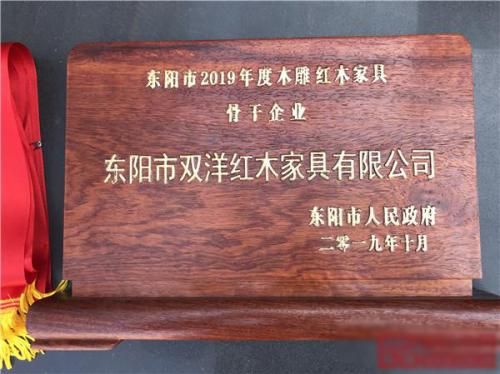 东阳市2019年度木雕红木家具
骨干企业
东阳市双洋红木家具有限公司
东阳市人民政府
二零一九年十月